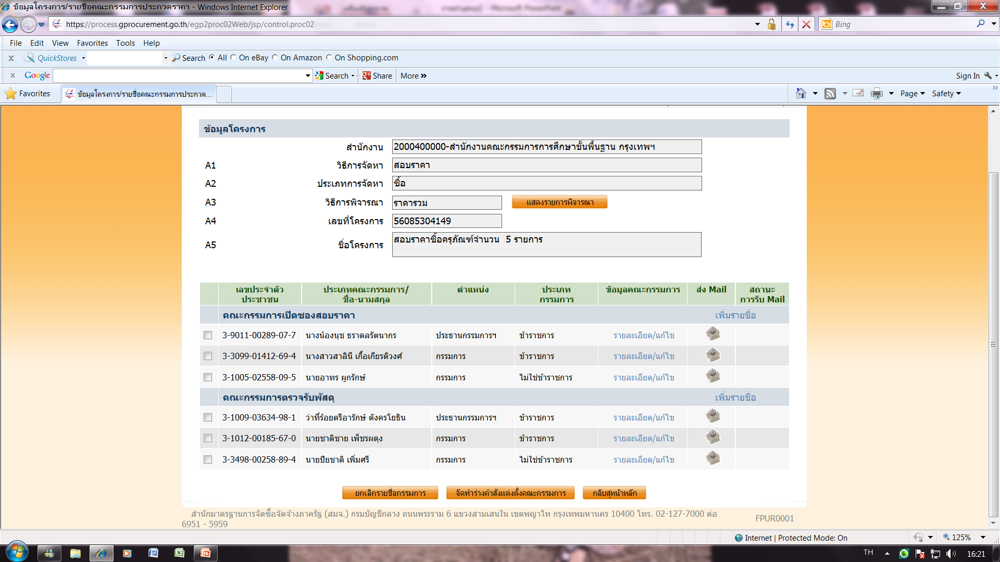 ข้อมูลโครงการ/รายชื่อคณะกรรมการประกวดราคา - Windows Internet Explorer
https://process.gprocurement.go.th/egp2proc02Web/jsp/control.proc02
Bing
File Edit View Favorites Tools Help
x QuickStores Search All On eBay On Amazon On Shopping.com
x Google Search Share More » Sign In
Favorites ข้อมูลโครงการ/รายชื่อคณะกรรมการประกวด... Page Safety »
ข้อมูลโครงการ
สำนักงาน 2000400000-สำนักงานคณะกรรมการการศึกษาขั้นพื้นฐาน กรุงเทพฯ
A1 วิธีการจัดหา สอบราคา
A2 ประเภทการจัดหา ซื้อ
A3 วิธีการพิจารณา ราคารวม แสดงรายการพิจารณา
A4 เลขที่โครงการ 56085304149
A5 ชื่อโครงการ สอบราคาซื้อครุภัณฑ์จำนวน 5 รายการ
เลขประจำตัวประชาชน ประเภทคณะกรรมการ/ชื่อ-นามสกุล ตำแหน่ง ประเภทกรรมการ ข้อมูลคณะกรรมการ ส่ง Mail สถานะการรับ Mail
คณะกรรมการเปิดซองสอบราคา เพิ่มรายชื่อ
3-9011-00289-07-7 นางน้องนุช ธราดลรัตนากร ประธานกรรมการฯ ข้าราชการ รายละเอียด/แก้ไข
3-3099-01412-69-4 นางสาวสาลินี เกื้อเกียรติวงศ์ กรรมการ ข้าราชการ รายละเอียด/แก้ไข
3-1005-02558-09-5 นายอาทร ผูกรักษ์ กรรมการ ไม่ใช่ข้าราชการ รายละเอียด/แก้ไข
คณะกรรมการตรวจรับพัสดุ เพิ่มรายชื่อ
3-1009-03634-98-1 ว่าที่ร้อยตรีอารักษ์ ตังครโยธิน ประธานกรรมการฯ ข้าราชการ รายละเอียด/แก้ไข
3-1012-00185-67-0 นายชาติชาย เพ็ชรผดุง กรรมการ ข้าราชการ รายละเอียด/แก้ไข
3-3498-00258-89-4 นายปิยชาติ เพิ่มศรี กรรมการ ไม่ใช่ข้าราชการ รายละเอียด/แก้ไข
ยกเลิกรายชื่อกรรมการ จัดทำร่างคำสั่งแต่งตั้งคณะกรรมการ กลับสู่หน้าหลัก
สำนักมาตรฐานการจัดซื้อจัดจ้างภาครัฐ (สมจ.) กรมบัญชีกลาง ถนนพระราม 6 แขวงสามเสนใน เขตพญาไท กรุงเทพมหานคร 10400 โทร. 02-127-7000 ต่อ
6951 - 5959 FPUR0001
Internet | Protected Mode: On 125%
TH 16:21